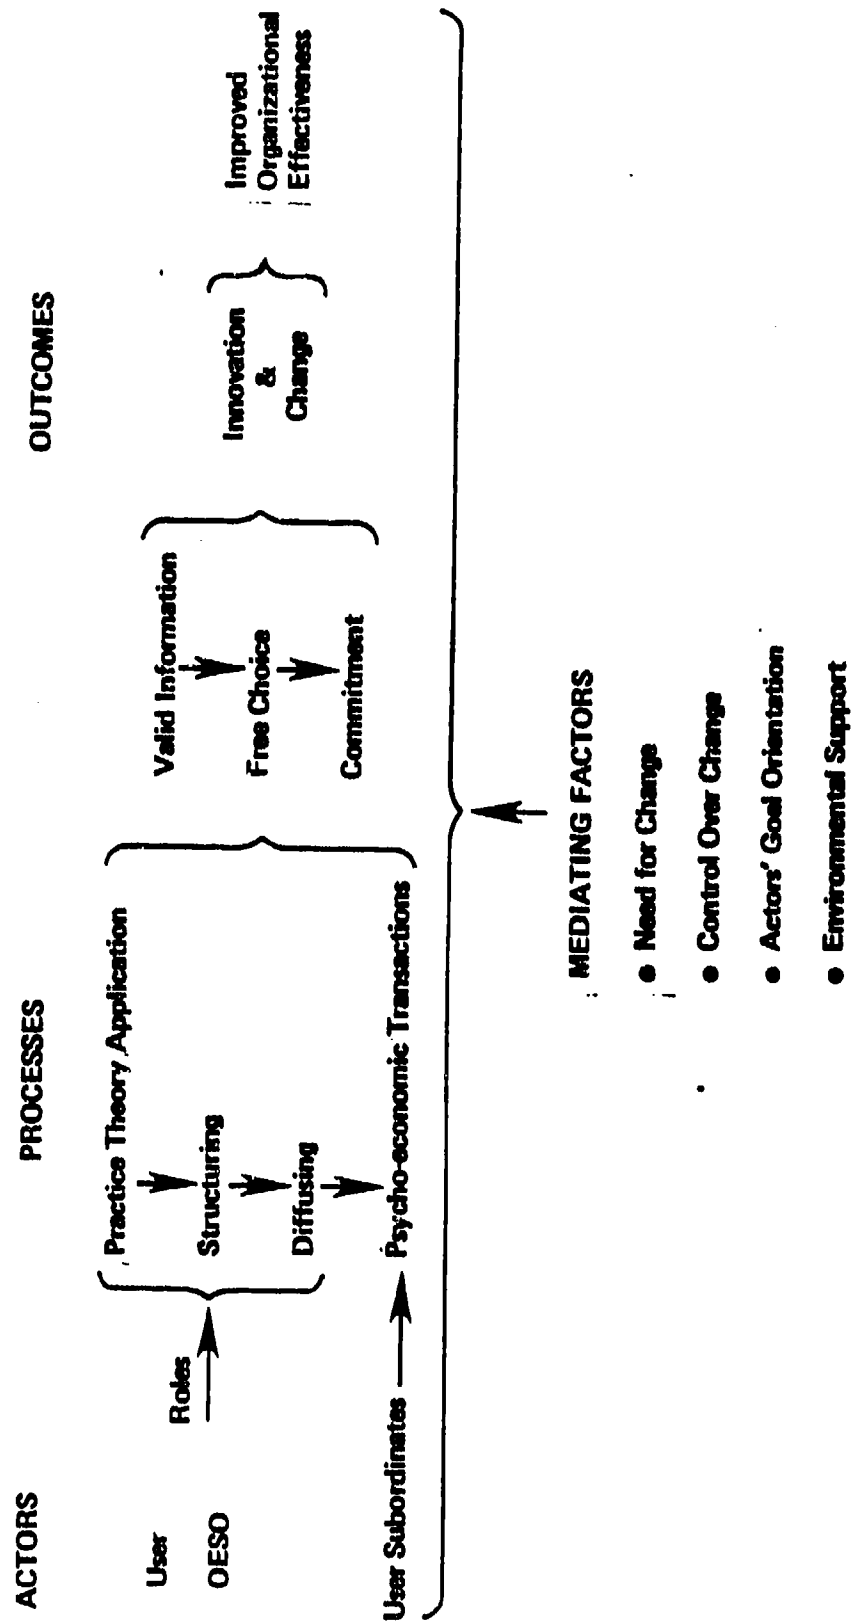 ACTORS
PROCESSES
OUTCOMES
User
OESO
Roles
Practice Theory Application
Structuring
Diffusing
User Subordinates
Psycho-economic Transactions
Valid Information
Free Choice
Commitment
Innovation
&
Change
Improved
Organizational
Effectiveness
MEDIATING FACTORS
● Need for Change
● Control Over Change
● Actors' Goal Orientation
● Environmental Support